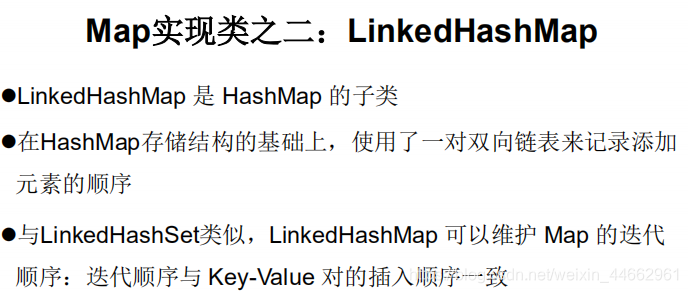 Map实现类之二：LinkedHashMap
●LinkedHashMap 是 HashMap 的子类
●在HashMap存储结构的基础上，使用了一对双向链表来记录添加
元素的顺序
●与LinkedHashSet类似，LinkedHashMap 可以维护 Map 的迭代
顺序：迭代顺序与 Key-Value 对的插入顺序一致
https://blog.csdn.net/weixin_44662961